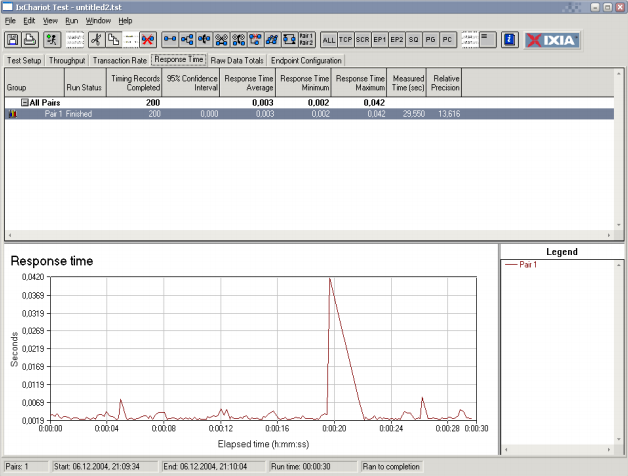 IxChariot Test - untitled2.tst
File Edit View Run Window Help
Pair 1
Pair 2
ALL TCP SCR EP1 EP2 SQ PG PC
i
IXIA
Test Setup Throughput Transaction Rate Response Time Raw Data Totals Endpoint Configuration
Group Run Status Timing Records Completed 95% Confidence Interval Response Time Average Response Time Minimum Response Time Maximum Measured Time (sec) Relative Precision
All Pairs 200 0,003 0,002 0,042
Pair 1 Finished 200 0,000 0,003 0,002 0,042 29,550 13,616
Response time
Legend
Pair 1
0,0420
0,0369
0,0319
0,0269
0,0219
0,0169
0,0119
0,0069
0,0019
Seconds
0:00:00 0:00:04 0:00:08 0:00:12 0:00:16 0:00:20 0:00:24 0:00:28 0:00:30
Elapsed time (h:mm:ss)
Pairs: 1 Start: 06.12.2004, 21:09:34 End: 06.12.2004, 21:10:04 Run time: 00:00:30 Ran to completion